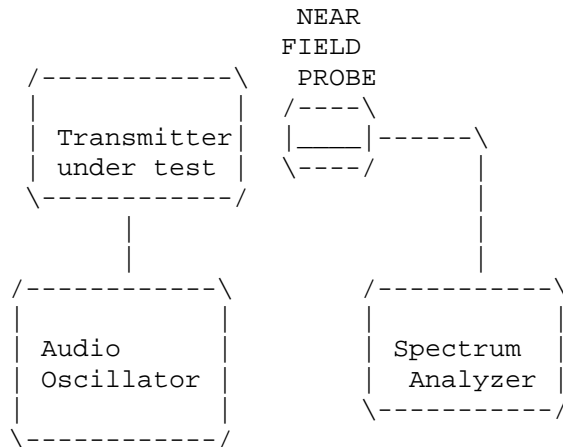 NEAR
FIELD
PROBE
Transmitter
under test
Audio
Oscillator
Spectrum
Analyzer